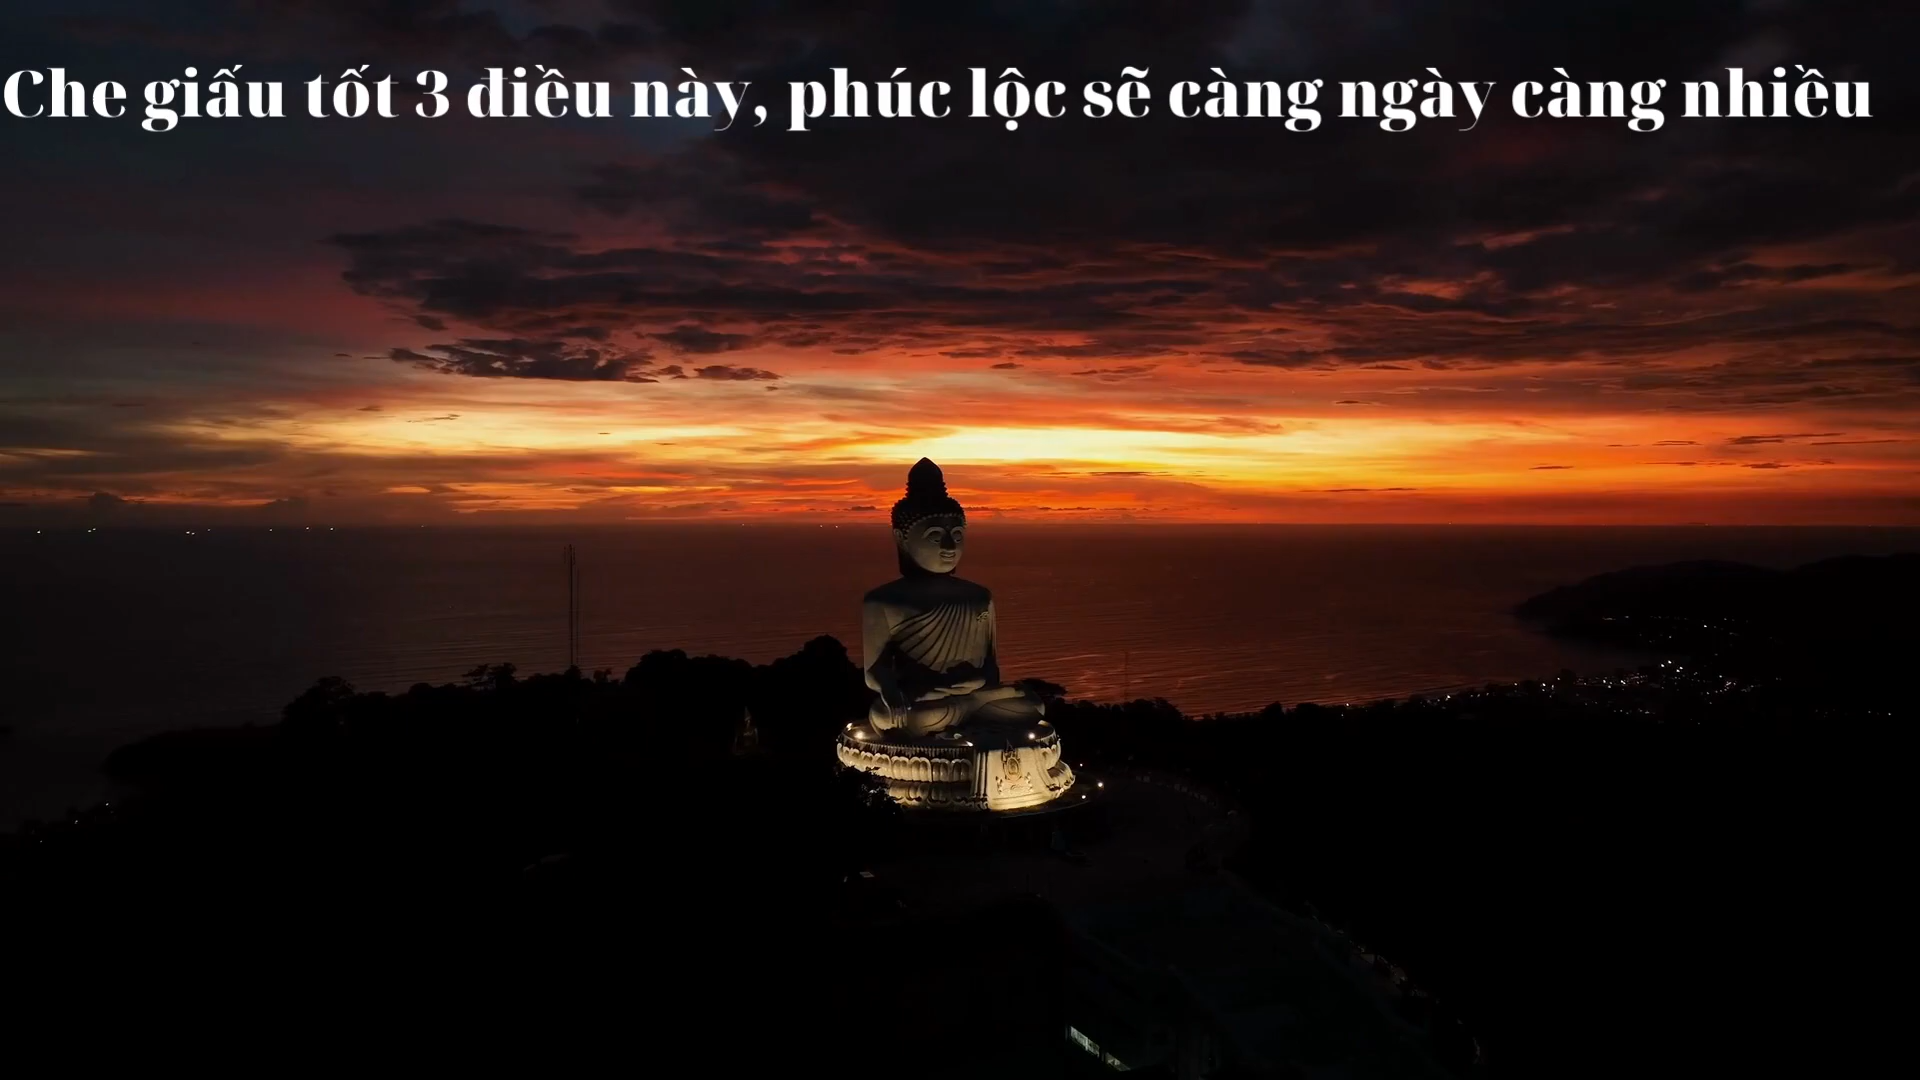 Che giấu tốt 3 điều này, phúc lộc sẽ càng ngày càng nhiều